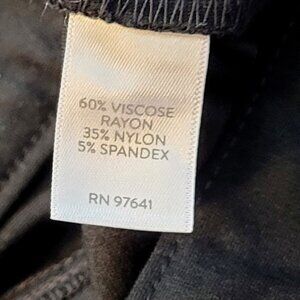 60% VISCOSE
RAYON
35% NYLON
5% SPANDEX
RN 97641